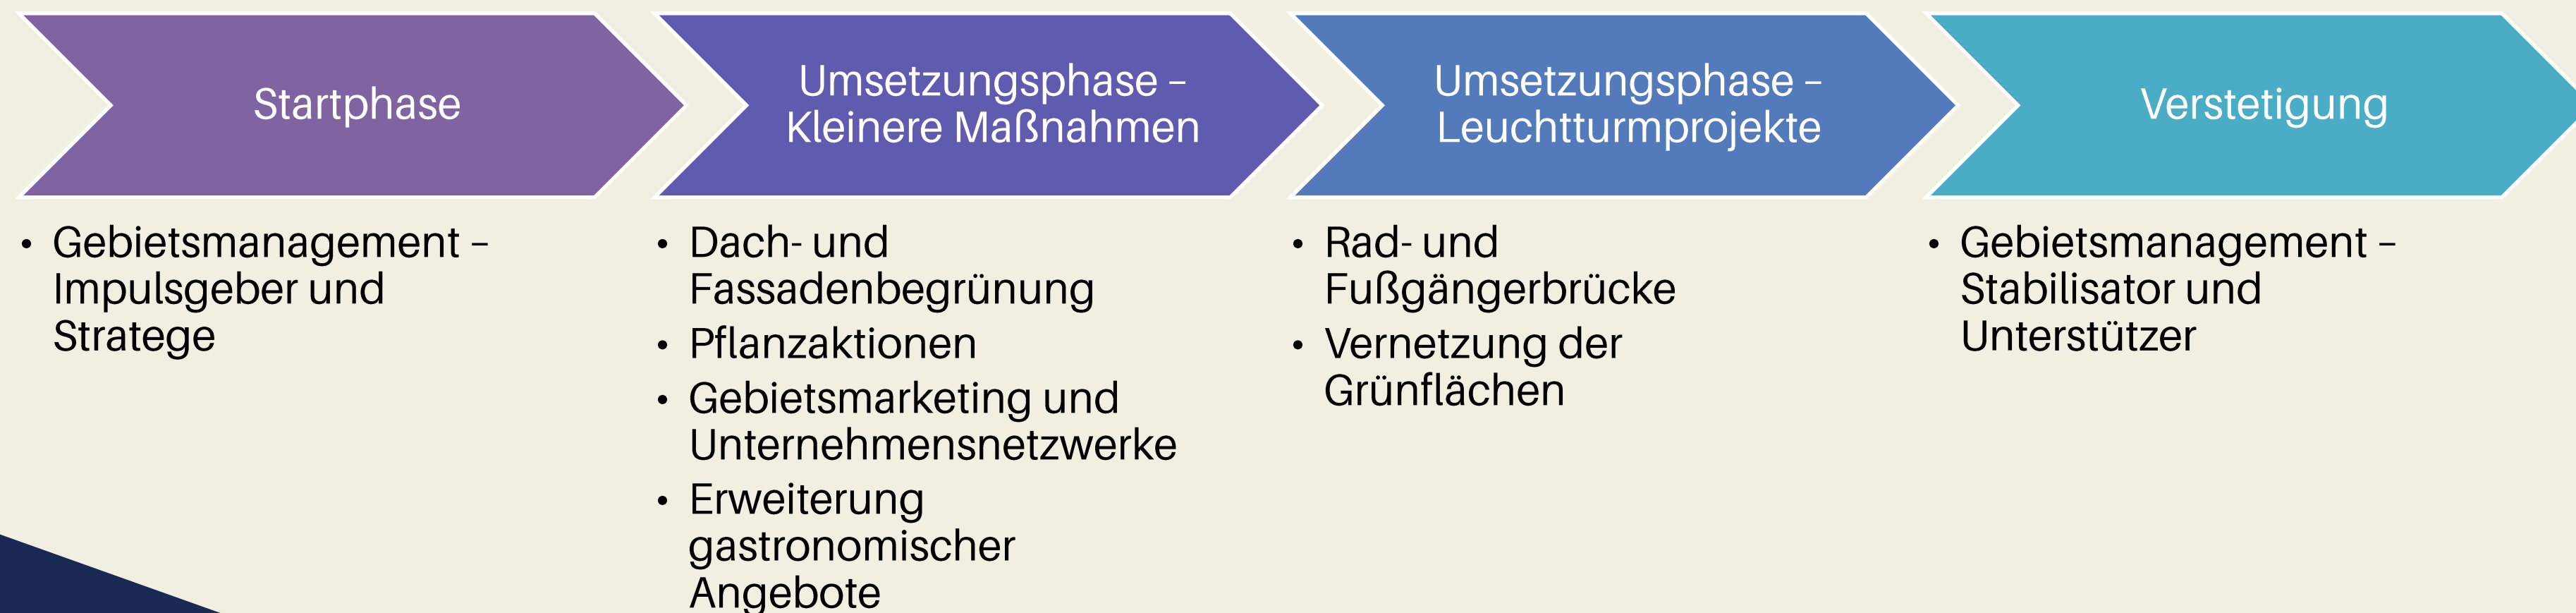 Startphase
• Gebietsmanagement –
Impulsgeber und
Stratege
Umsetzungsphase –
Kleinere Maßnahmen
• Dach- und
Fassadenbegrünung
• Pflanzaktionen
• Gebietsmarketing und
Unternehmensnetzwerke
• Erweiterung
gastronomischer
Angebote
Umsetzungsphase –
Leuchtturmprojekte
• Rad- und
Fußgängerbrücke
• Vernetzung der
Grünflächen
Verstetigung
• Gebietsmanagement –
Stabilisator und
Unterstützer